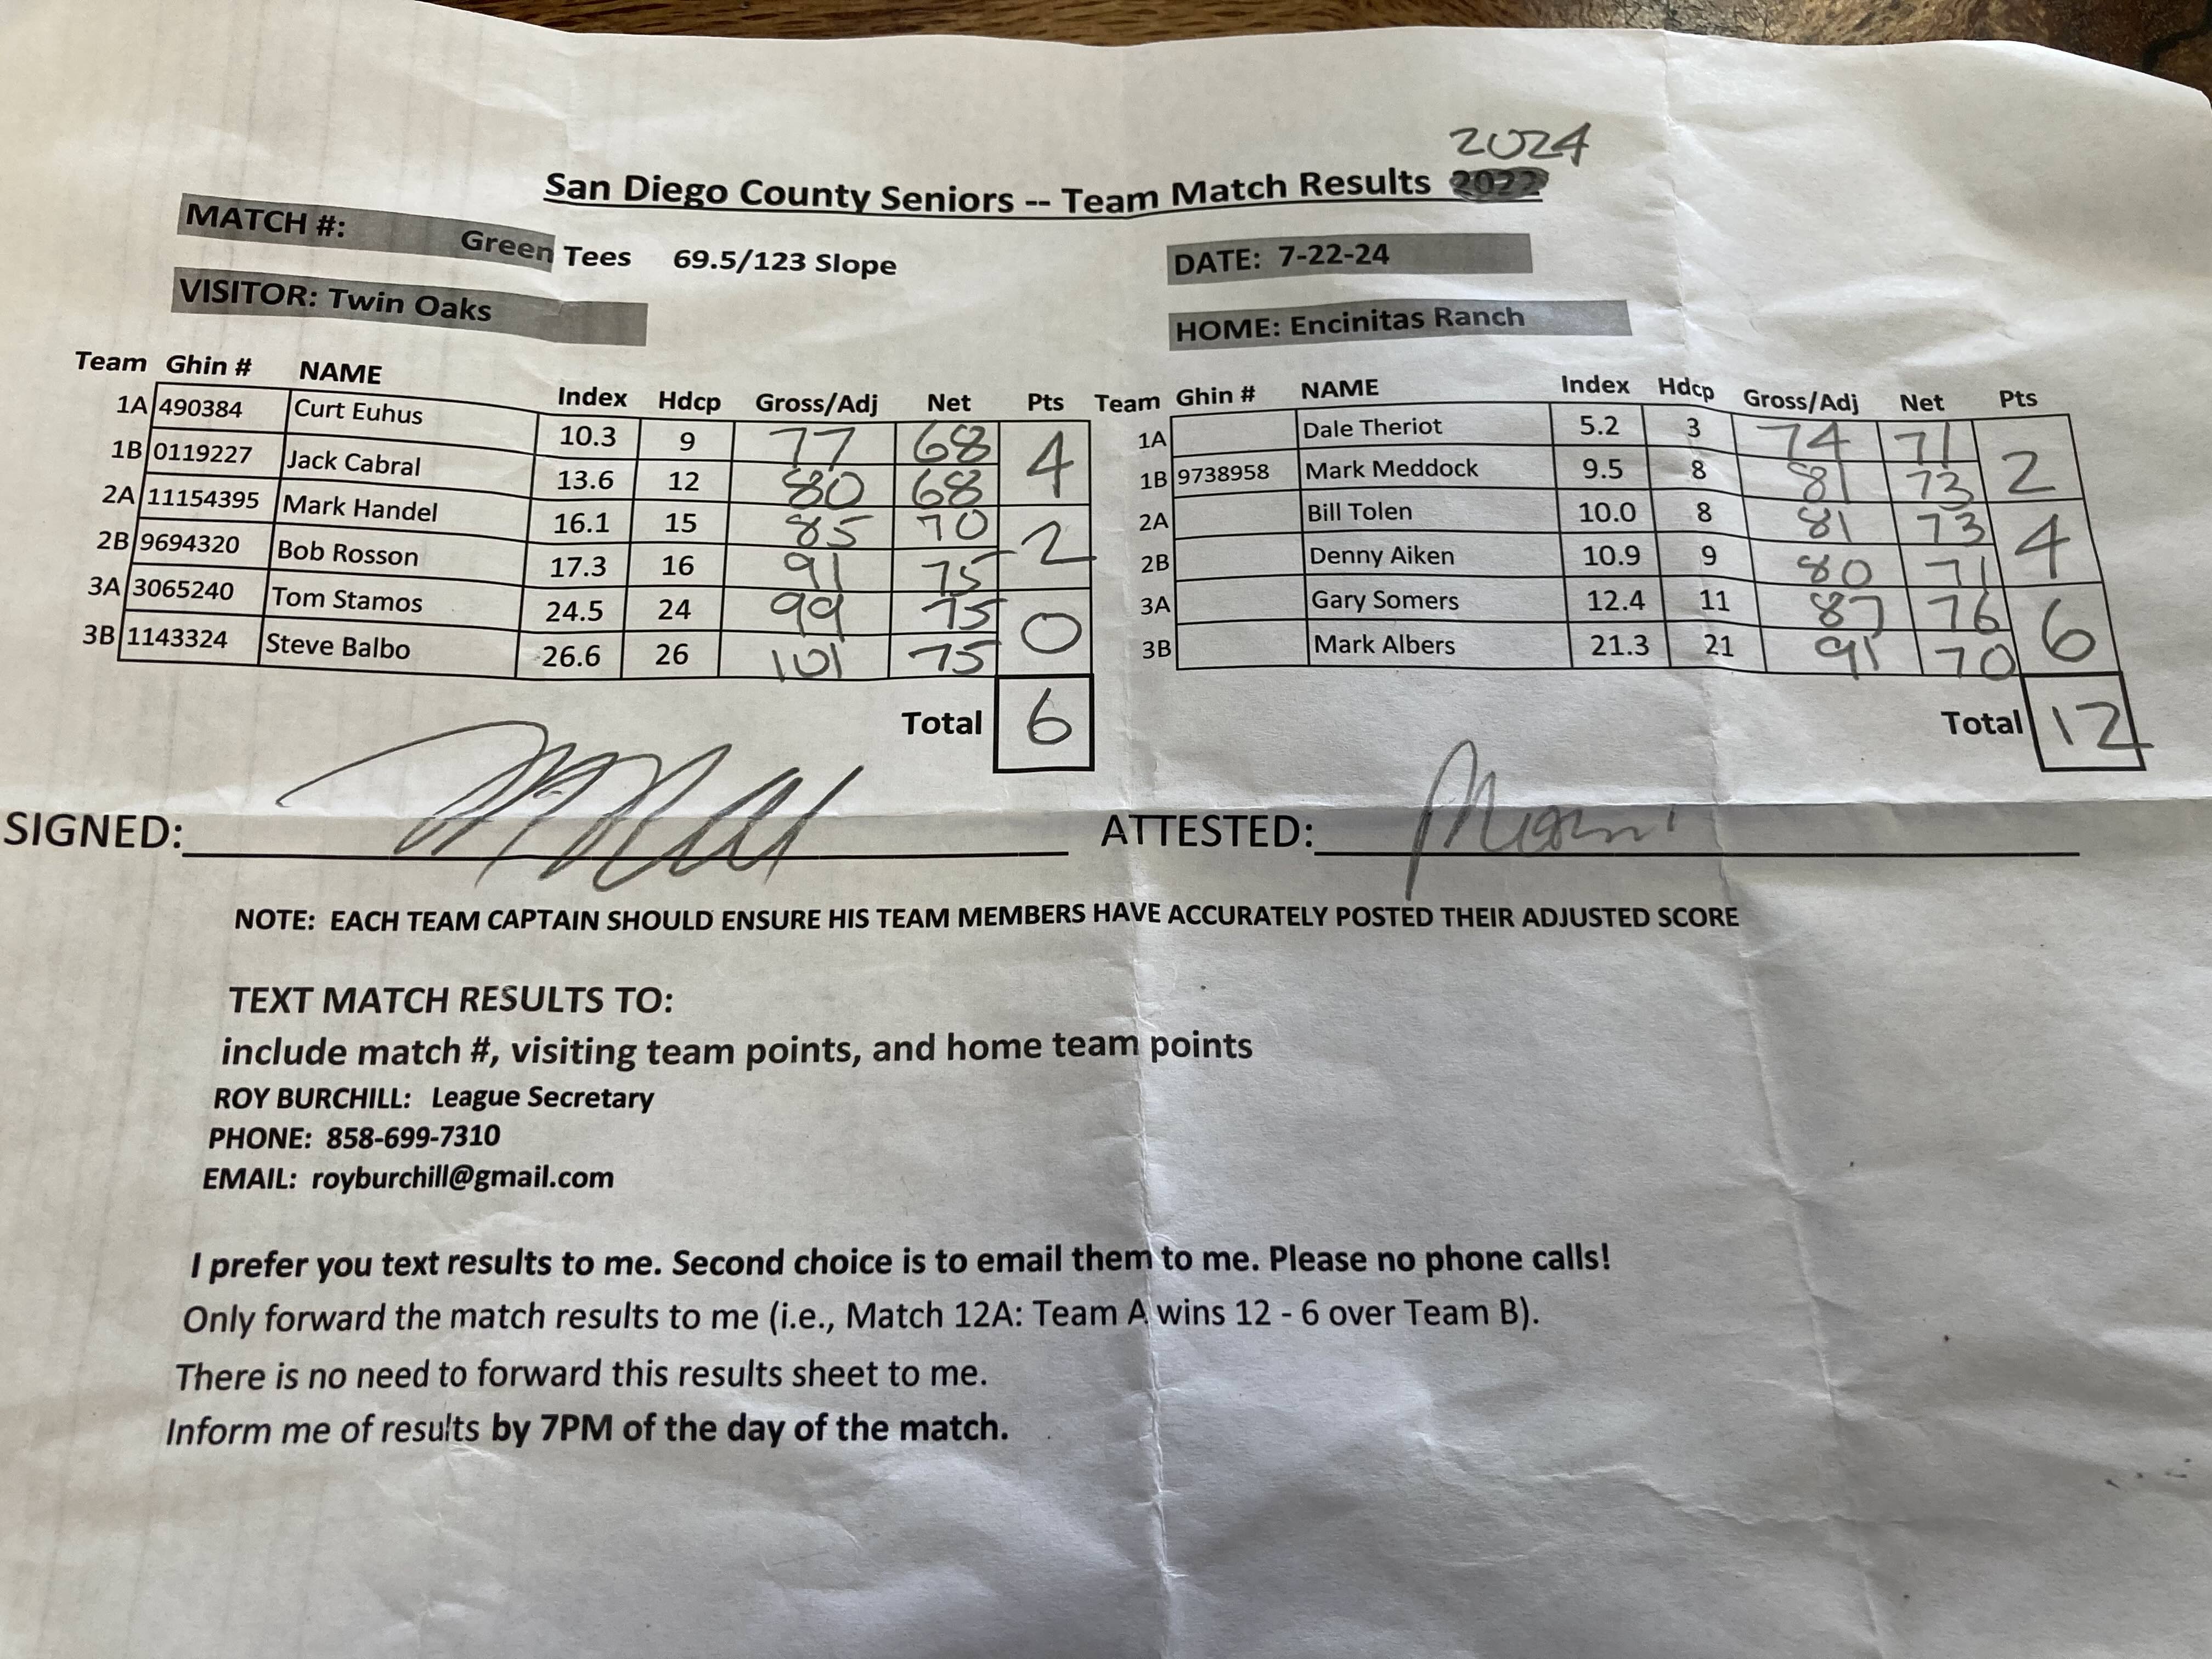 2024
San Diego County Seniors -- Team Match Results 2022
MATCH #: Green Tees 69.5/123 Slope
DATE: 7-22-24
VISITOR: Twin Oaks
HOME: Encinitas Ranch
Team Ghin # NAME Index Hdcp Gross/Adj Net Pts
1A 490384 Curt Euhus 10.3 9 77 68 4
1B 0119227 Jack Cabral 13.6 12 80 68
2A 11154395 Mark Handel 16.1 15 85 70 2
2B 9694320 Bob Rosson 17.3 16 91 75
3A 3065240 Tom Stamos 24.5 24 99 75 0
3B 1143324 Steve Balbo 26.6 26 101 75
Total 6
Team Ghin # NAME Index Hdcp Gross/Adj Net Pts
1A Dale Theriot 5.2 3 74 71 2
1B 9738958 Mark Meddock 9.5 8 81 73
2A Bill Tolen 10.0 8 81 73 4
2B Denny Aiken 10.9 9 80 71
3A Gary Somers 12.4 11 87 76 6
3B Mark Albers 21.3 21 91 70
Total 12
SIGNED:
ATTESTED:
NOTE: EACH TEAM CAPTAIN SHOULD ENSURE HIS TEAM MEMBERS HAVE ACCURATELY POSTED THEIR ADJUSTED SCORE
TEXT MATCH RESULTS TO:
include match #, visiting team points, and home team points
ROY BURCHILL: League Secretary
PHONE: 858-699-7310
EMAIL: royburchill@gmail.com
I prefer you text results to me. Second choice is to email them to me. Please no phone calls!
Only forward the match results to me (i.e., Match 12A: Team A wins 12 - 6 over Team B).
There is no need to forward this results sheet to me.
Inform me of results by 7PM of the day of the match.